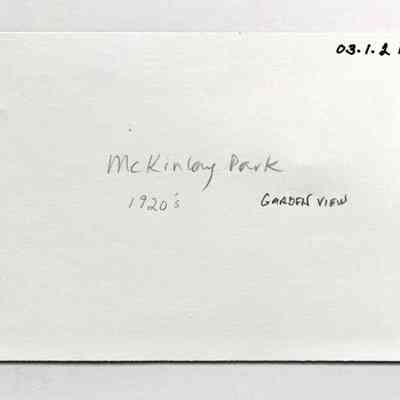 03.1.2
McKinley Park
1920's GARDEN VIEW